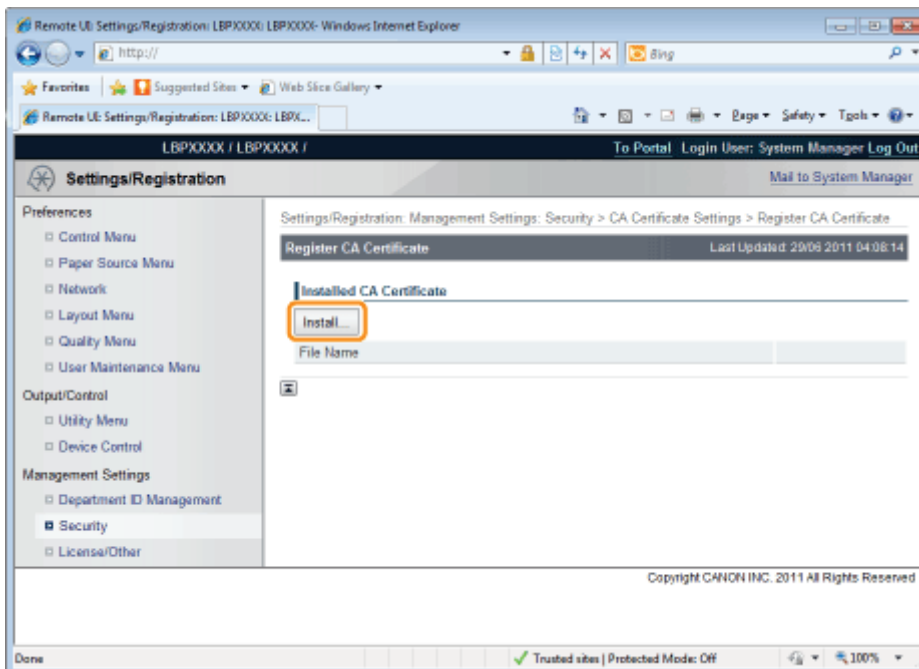 Remote UI: Settings/Registration: LBPXXXX: LBPXXXX- Windows Internet Explorer
http://
Bing
Favorites Suggested Sites Web Slice Gallery
Remote UI: Settings/Registration: LBPXXXX: LBPX...
Page Safety Tools
LBPXXXX / LBPXXXX /
To Portal Login User: System Manager Log Out
Settings/Registration
Mail to System Manager
Preferences
Control Menu
Paper Source Menu
Network
Layout Menu
Quality Menu
User Maintenance Menu
Output/Control
Utility Menu
Device Control
Management Settings
Department ID Management
Security
License/Other
Settings/Registration: Management Settings: Security > CA Certificate Settings > Register CA Certificate
Register CA Certificate
Last Updated: 29/06 2011 04:08:14
Installed CA Certificate
Install...
File Name
Copyright CANON INC. 2011 All Rights Reserved
Done
Trusted sites | Protected Mode: Off
100%